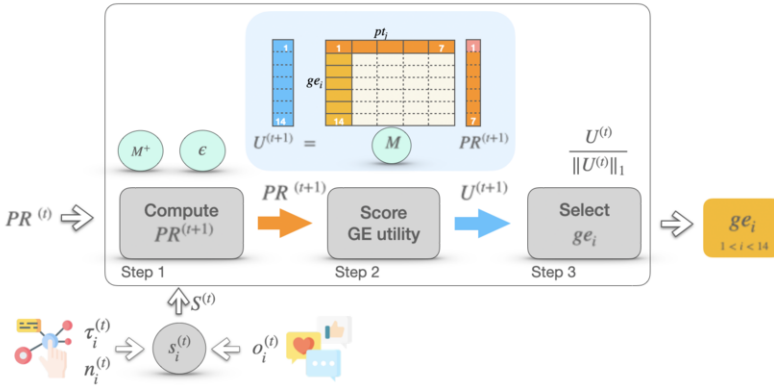 pt_j
1 7 1
ge_i
14 14 7
U^{(t+1)} = M PR^{(t+1)}
M^+ ϵ
\frac{U^{(t)}}{\|U^{(t)}\|_1}
PR^{(t)}
Compute
PR^{(t+1)}
PR^{(t+1)}
Score
GE utility
U^{(t+1)}
Select
ge_i
ge_i
1 < i < 14
Step 1 Step 2 Step 3
S^{(t)}
τ_i^{(t)}
n_i^{(t)}
s_i^{(t)}
o_i^{(t)}